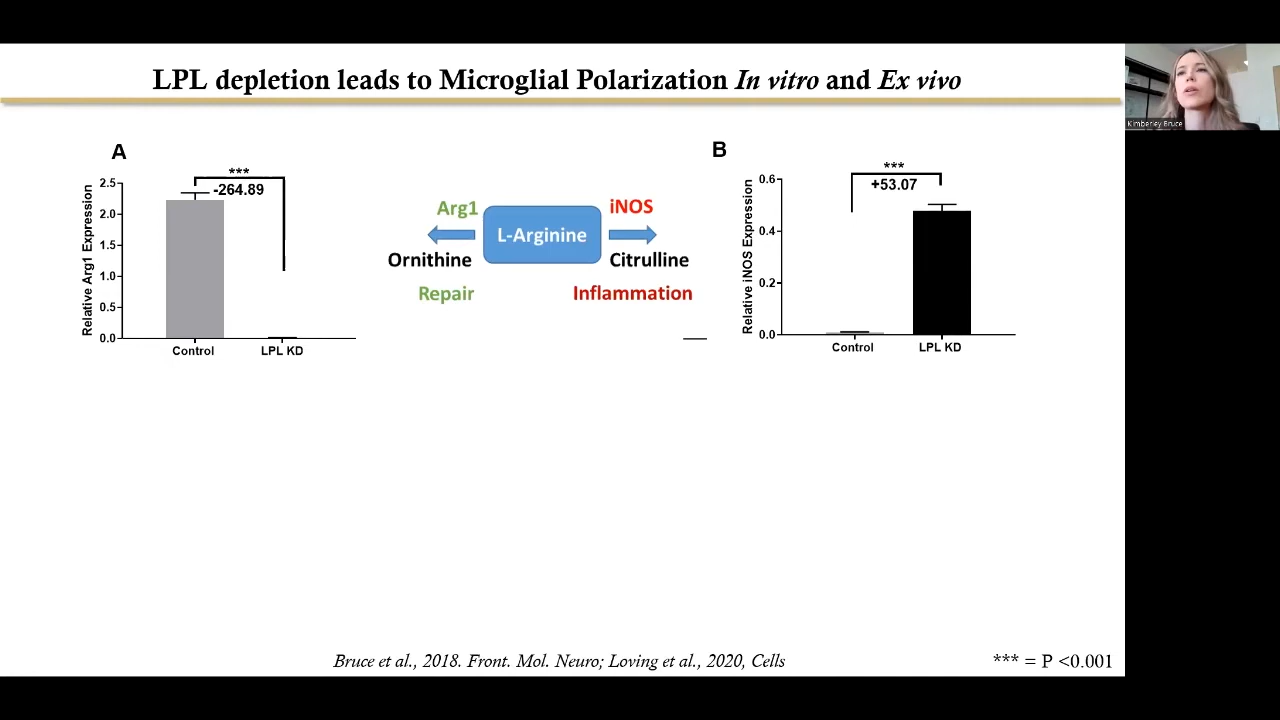 LPL depletion leads to Microglial Polarization In vitro and Ex vivo
Kimberley Bruce
A
***
-264.89
Relative Arg1 Expression
2.5
2.0
1.5
1.0
0.5
0.0
Control
LPL KD
Arg1
L-Arginine
iNOS
Ornithine
Citrulline
Repair
Inflammation
B
***
+53.07
Relative iNOS Expression
0.6
0.4
0.2
0.0
Control
LPL KD
Bruce et al., 2018. Front. Mol. Neuro; Loving et al., 2020, Cells
*** = P <0.001